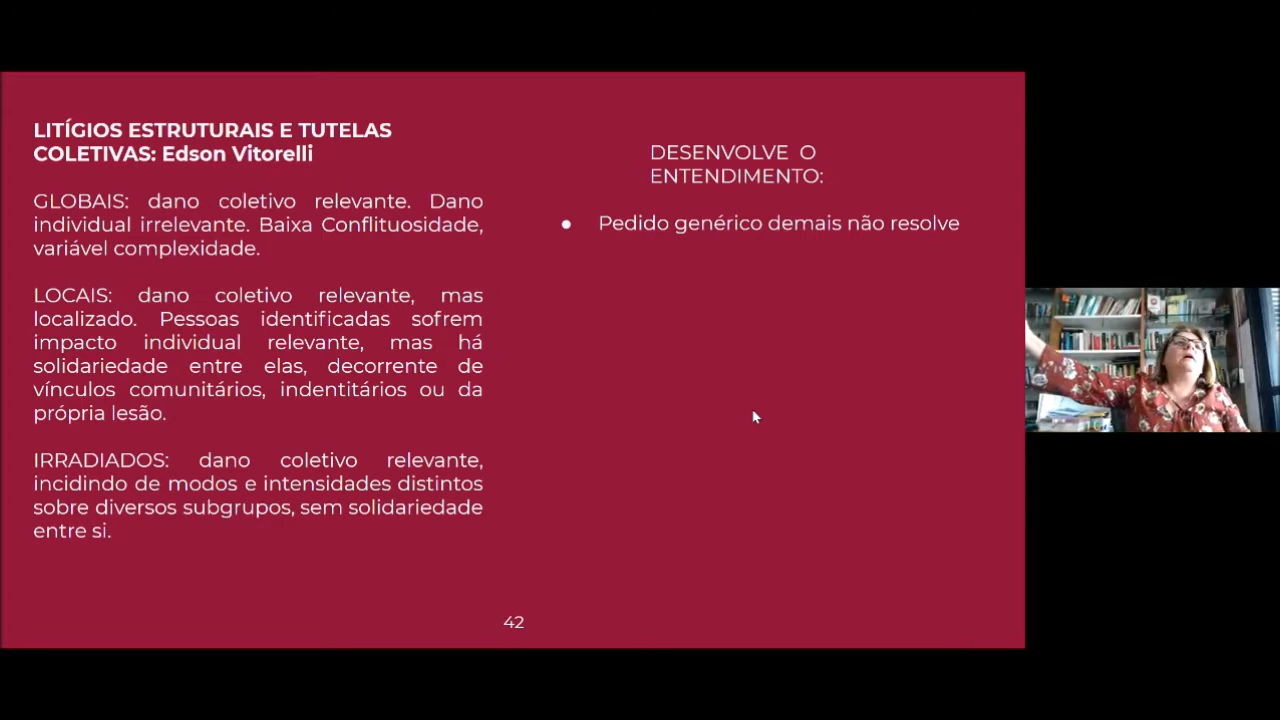 LITÍGIOS ESTRUTURAIS E TUTELAS
COLETIVAS: Edson Vitorelli
GLOBAIS: dano coletivo relevante. Dano
individual irrelevante. Baixa Conflituosidade,
variável complexidade.
LOCAIS: dano coletivo relevante, mas
localizado. Pessoas identificadas sofrem
impacto individual relevante, mas há
solidariedade entre elas, decorrente de
vínculos comunitários, indentitários ou da
própria lesão.
IRRADIADOS: dano coletivo relevante,
incidindo de modos e intensidades distintos
sobre diversos subgrupos, sem solidariedade
entre si.
DESENVOLVE O
ENTENDIMENTO:
● Pedido genérico demais não resolve
42